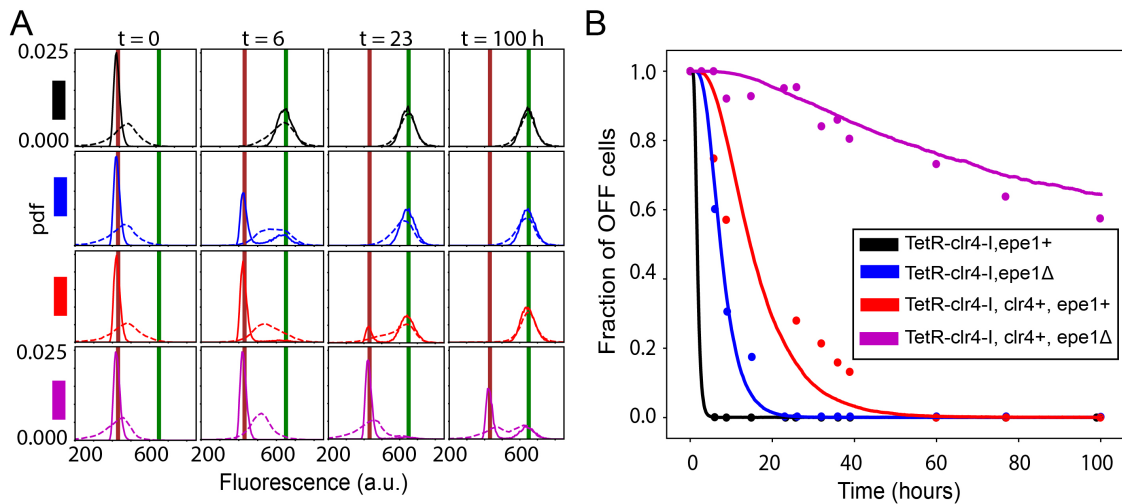 A
t = 0
t = 6
t = 23
t=100 h
0.025
0.000
pdf
0.025
0.000
200
600
200
600
200
600
200
600
Fluorescence (a.u.)
B
1.0
0.8
0.6
0.4
0.2
0.0
Fraction of OFF cells
TetR-clr4-I,epe1+
TetR-clr4-I,epe1Δ
TetR-clr4-I, clr4+, epe1+
TetR-clr4-I, clr4+, epe1Δ
0
20
40
60
80
100
Time (hours)